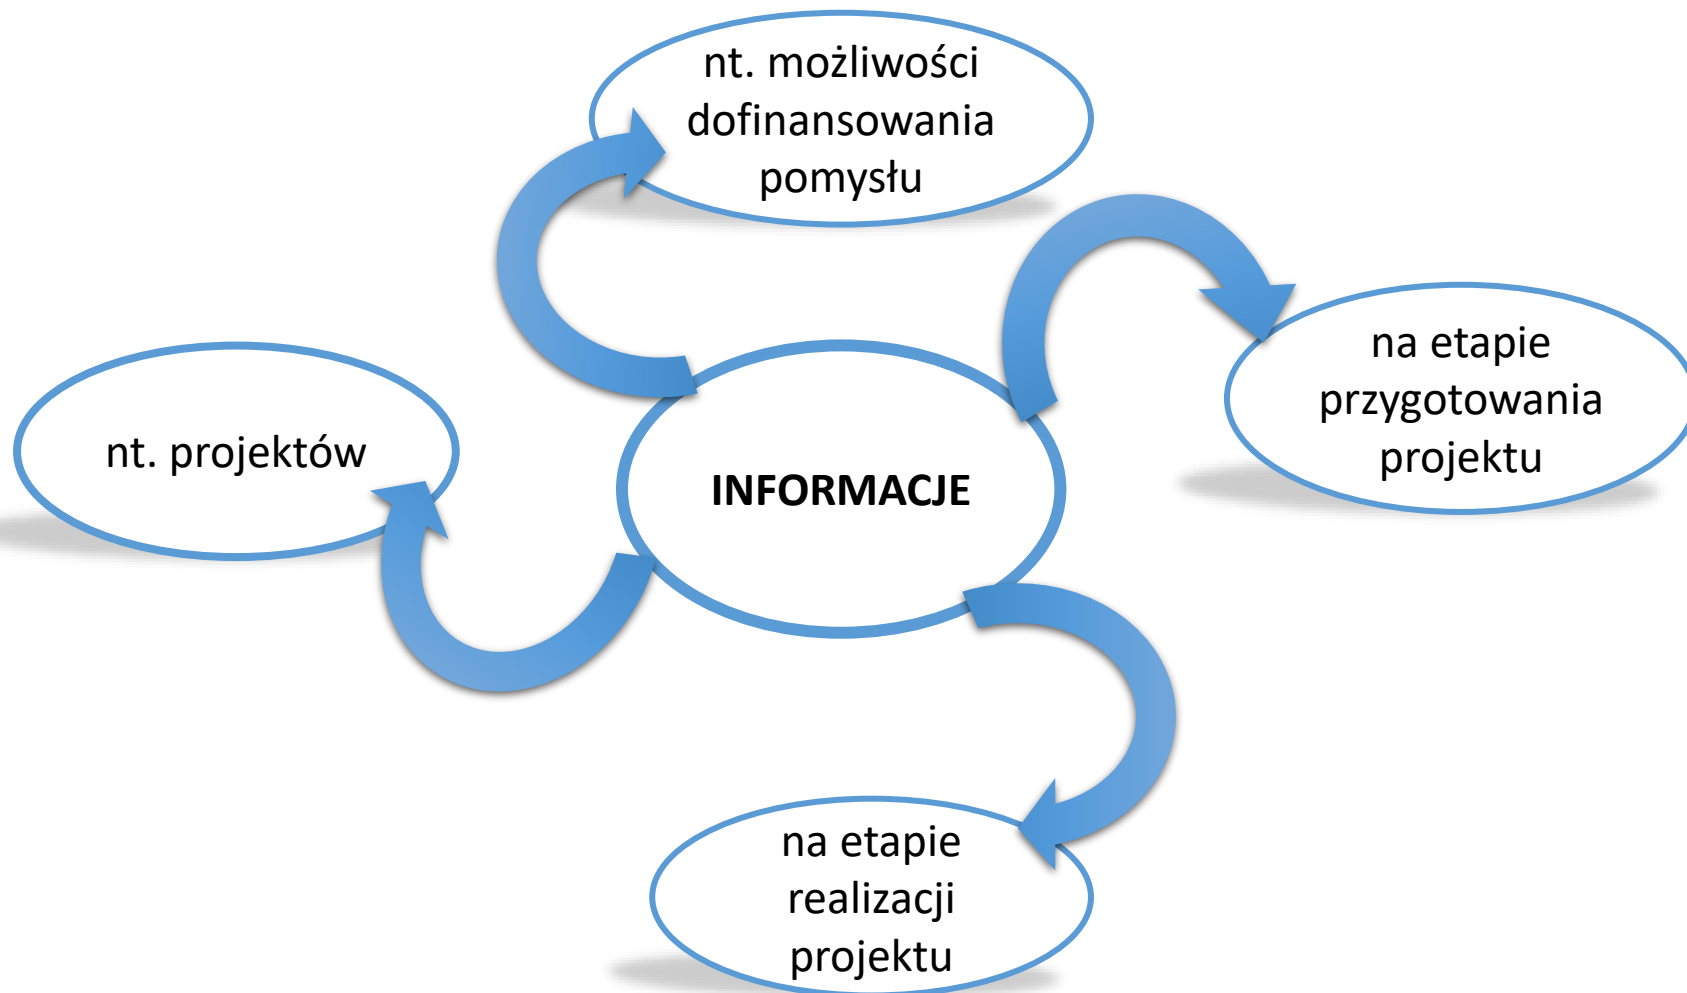 nt. możliwości
dofinansowania
pomysłu
na etapie
przygotowania
projektu
nt. projektów
INFORMACJE
na etapie
realizacji
projektu